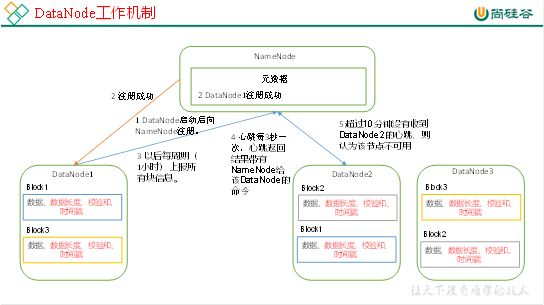 DataNode工作机制
尚硅谷
NameNode
元数据
2 DataNode1注册成功
2 注册成功
1 DataNode启动后向
NameNode注册。
3 以后每周期(
1小时)上报所
有块信息。
4 心跳每3秒一
次,心跳返回
结果带有
NameNode给
该DataNode的
命令
5 超过10分钟没有收到
DataNode2的心跳,则
认为该节点不可用
DataNode1
Block1
数据、数据长度、校验和、
时间戳
Block3
数据、数据长度、校验和、
时间戳
DataNode2
Block2
数据、数据长度、校验和、
时间戳
Block1
数据、数据长度、校验和、
时间戳
DataNode3
Block3
数据、数据长度、校验和、
时间戳
Block2
数据、数据长度、校验和、
时间戳
让天下没有难学的技术